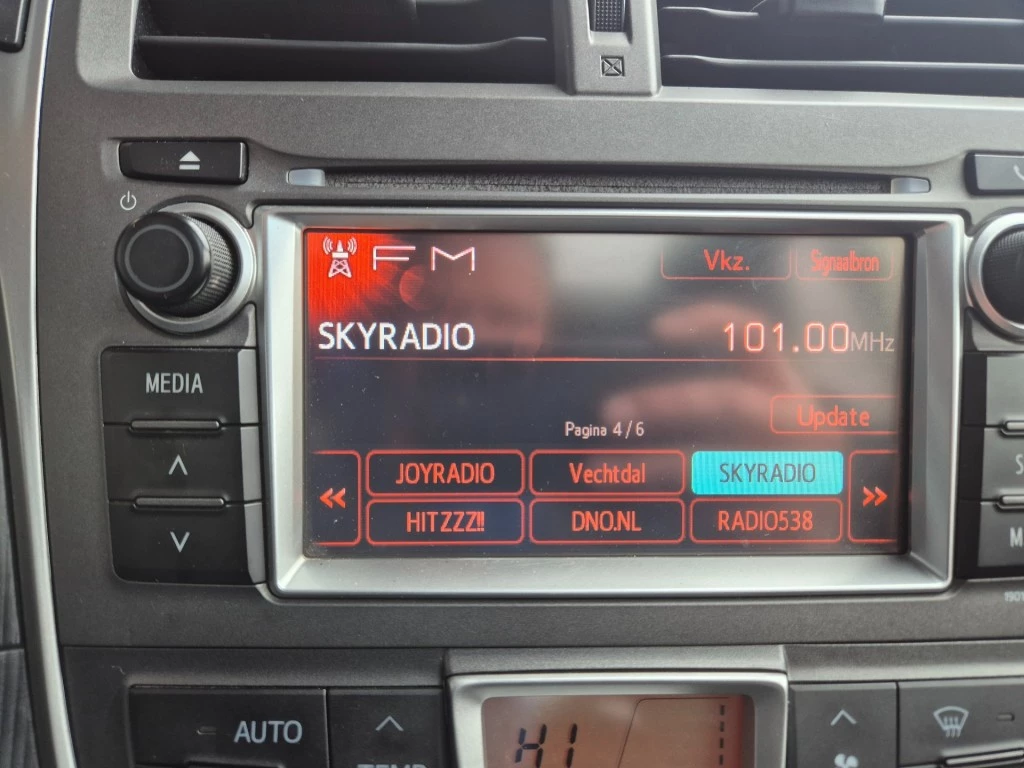 FM Vkz. Signaalbron
SKYRADIO 101.00MHz
MEDIA
Update
Pagina 4/6
JOYRADIO Vechtdal SKYRADIO
HITZZZ!! DNO.NL RADIO538
AUTO
TEMP
HI